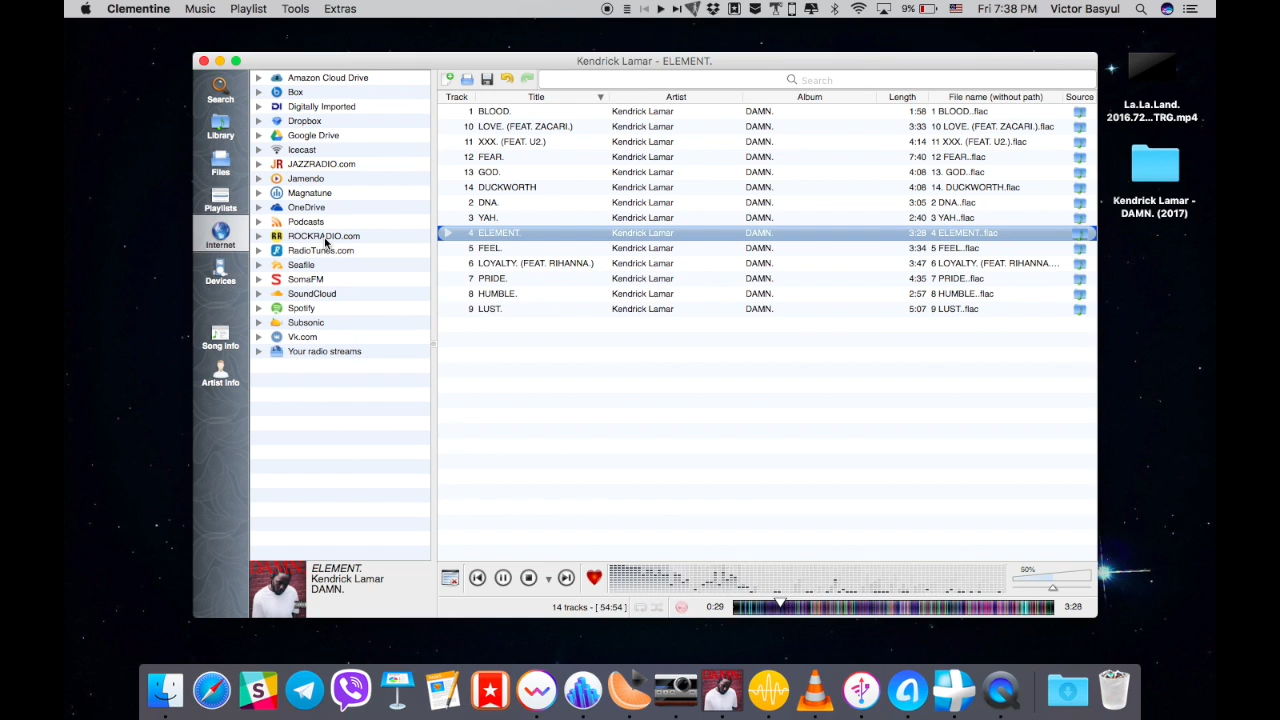 Clementine Music Playlist Tools Extras 9% Fri 7:38 PM Victor Basyul
Kendrick Lamar - ELEMENT.
Search
Library
Files
Playlists
Internet
Devices
Song info
Artist info
Amazon Cloud Drive
Box
DI Digitally Imported
Dropbox
Google Drive
Icecast
JR JAZZRADIO.com
Jamendo
Magnatune
OneDrive
Podcasts
RR ROCKRADIO.com
RadioTunes.com
Seafile
S SomaFM
SoundCloud
Spotify
Subsonic
Vk.com
Your radio streams
Search
Track Title Artist Album Length File name (without path) Source
1 BLOOD. Kendrick Lamar DAMN. 1:58 1 BLOOD..flac
10 LOVE. (FEAT. ZACARI.) Kendrick Lamar DAMN. 3:33 10 LOVE. (FEAT. ZACARI.).flac
11 XXX. (FEAT. U2.) Kendrick Lamar DAMN. 4:14 11 XXX. (FEAT. U2.).flac
12 FEAR. Kendrick Lamar DAMN. 7:40 12 FEAR..flac
13 GOD. Kendrick Lamar DAMN. 4:08 13. GOD..flac
14 DUCKWORTH Kendrick Lamar DAMN. 4:08 14. DUCKWORTH.flac
2 DNA. Kendrick Lamar DAMN. 3:05 2 DNA..flac
3 YAH. Kendrick Lamar DAMN. 2:40 3 YAH..flac
4 ELEMENT. Kendrick Lamar DAMN. 3:28 4 ELEMENT..flac
5 FEEL. Kendrick Lamar DAMN. 3:34 5 FEEL..flac
6 LOYALTY. (FEAT. RIHANNA.) Kendrick Lamar DAMN. 3:47 6 LOYALTY. (FEAT. RIHANNA....
7 PRIDE. Kendrick Lamar DAMN. 4:35 7 PRIDE..flac
8 HUMBLE. Kendrick Lamar DAMN. 2:57 8 HUMBLE..flac
9 LUST. Kendrick Lamar DAMN. 5:07 9 LUST..flac
ELEMENT.
Kendrick Lamar
DAMN.
50%
14 tracks - [ 54:54 ] 0:29 3:28
La.La.Land.
2016.72...TRG.mp4
Kendrick Lamar -
DAMN. (2017)